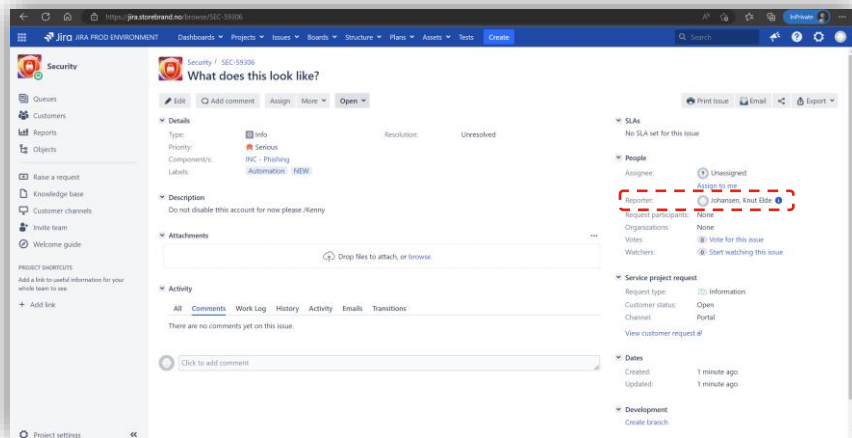 https://jira.storebrand.no/browse/SEC-59306
InPrivate
Jira JIRA PROD ENVIRONMENT
Dashboards Projects Issues Boards Structure Plans Assets Tests Create
Search
Security
Queues
Customers
Reports
Objects
Raise a request
Knowledge base
Customer channels
Invite team
Welcome guide
PROJECT SHORTCUTS
Add a link to useful information for your
whole team to see.
+ Add link
Project settings
Security / SEC-59306
What does this look like?
Edit Add comment Assign More Open
Print Issue Email Export
Details
Type: Info
Resolution: Unresolved
Priority: Serious
Component/s: INC - Phishing
Labels: Automation NEW
Description
Do not disable tthis account for now please /Kenny
Attachments
Drop files to attach, or browse.
Activity
All Comments Work Log History Activity Emails Transitions
There are no comments yet on this issue.
Click to add comment
SLAs
No SLA set for this issue
People
Assignee: Unassigned
Assign to me
Reporter: Johansen, Knut Elde
Request participants: None
Organizations: None
Votes: 0 Vote for this issue
Watchers: 0 Start watching this issue
Service project request
Request type: Information
Customer status: Open
Channel: Portal
View customer request
Dates
Created: 1 minute ago
Updated: 1 minute ago
Development
Create branch